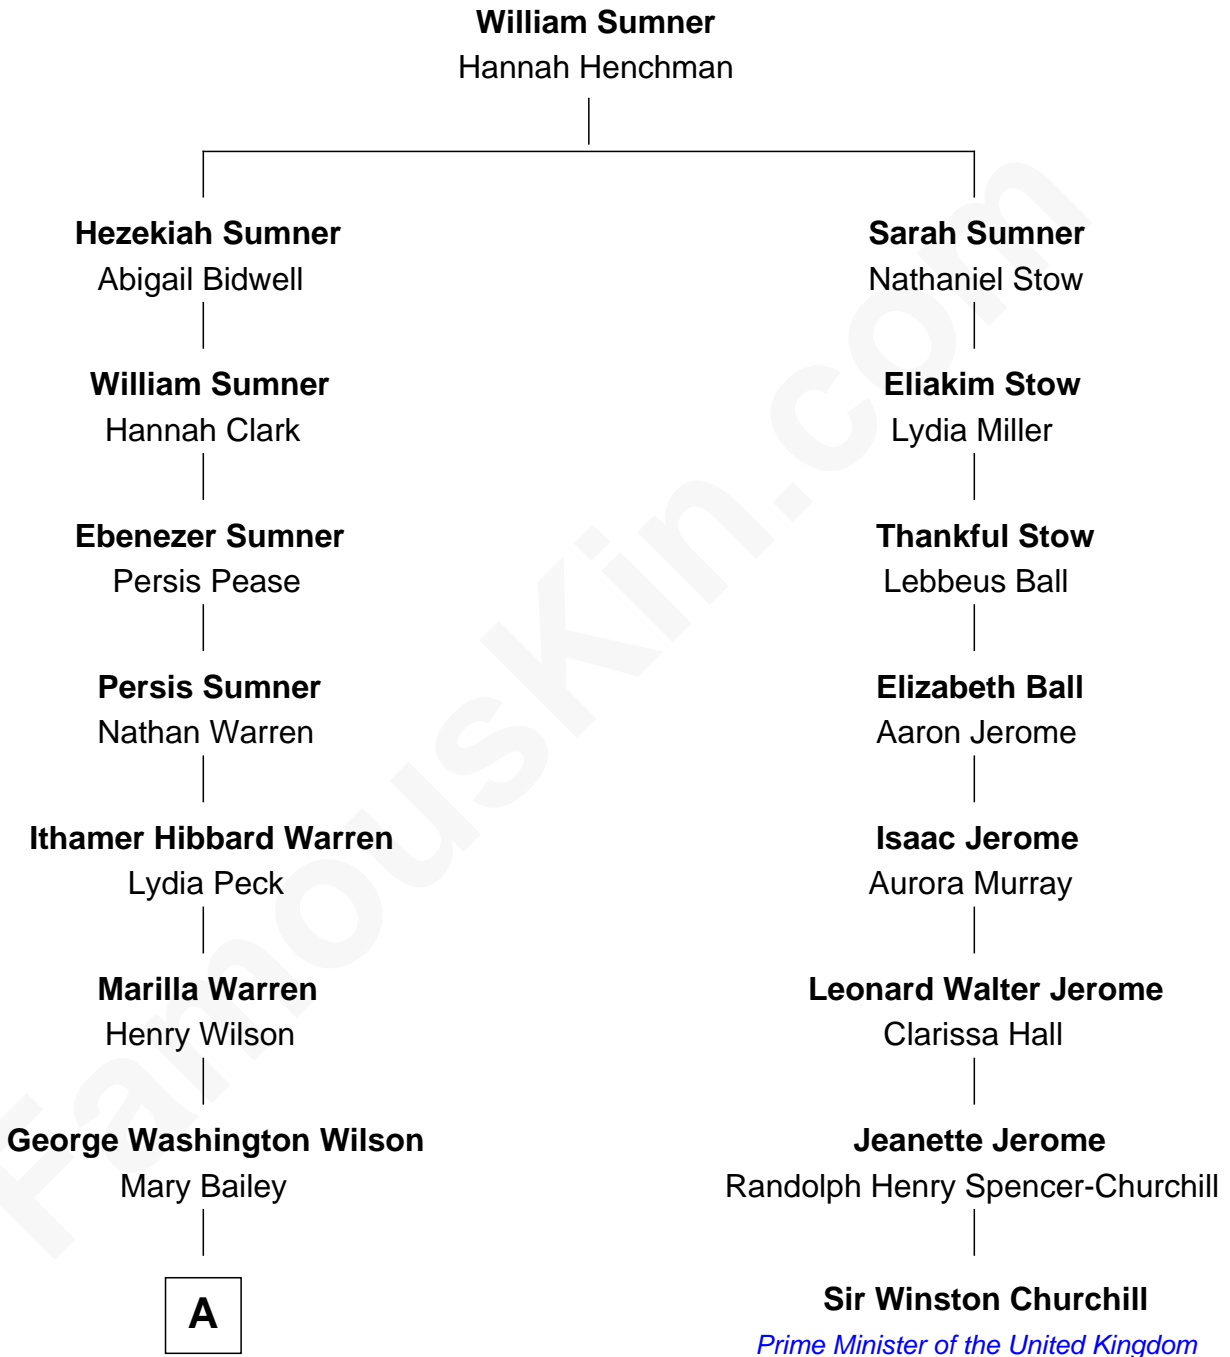 William Sumner
Hannah Henchman
Hezekiah Sumner
Abigail Bidwell
Sarah Sumner
Nathaniel Stow
William Sumner
Hannah Clark
Eliakim Stow
Lydia Miller
Ebenezer Sumner
Persis Pease
Thankful Stow
Lebbeus Ball
Persis Sumner
Nathan Warren
Elizabeth Ball
Aaron Jerome
Ithamer Hibbard Warren
Lydia Peck
Isaac Jerome
Aurora Murray
Marilla Warren
Henry Wilson
Leonard Walter Jerome
Clarissa Hall
George Washington Wilson
Mary Bailey
Jeanette Jerome
Randolph Henry Spencer-Churchill
A
Sir Winston Churchill
Prime Minister of the United Kingdom
FamousKin.com